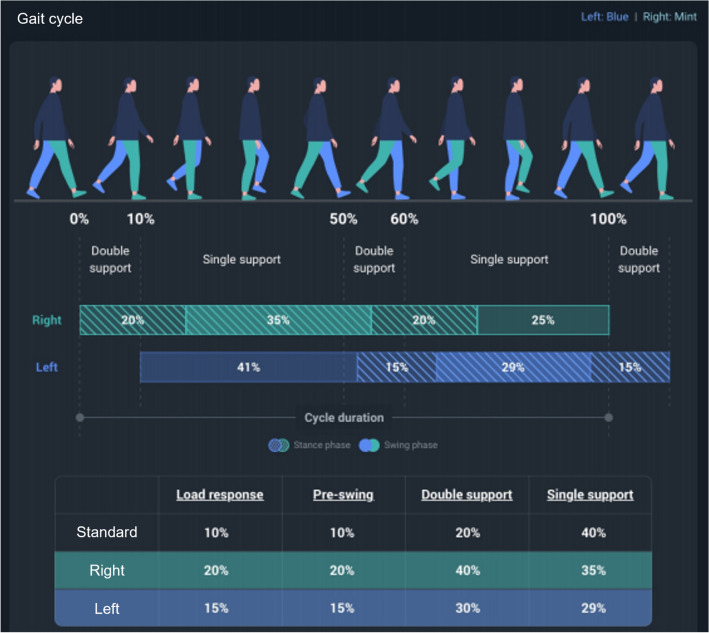 Gait cycle
Left: Blue | Right: Mint
0% 10% 50% 60% 100%
Double support
Single support
Double support
Single support
Double support
Right 20% 35% 20% 25%
Left 41% 15% 29% 15%
Cycle duration
Stance phase Swing phase
Load response Pre-swing Double support Single support
Standard 10% 10% 20% 40%
Right 20% 20% 40% 35%
Left 15% 15% 30% 29%